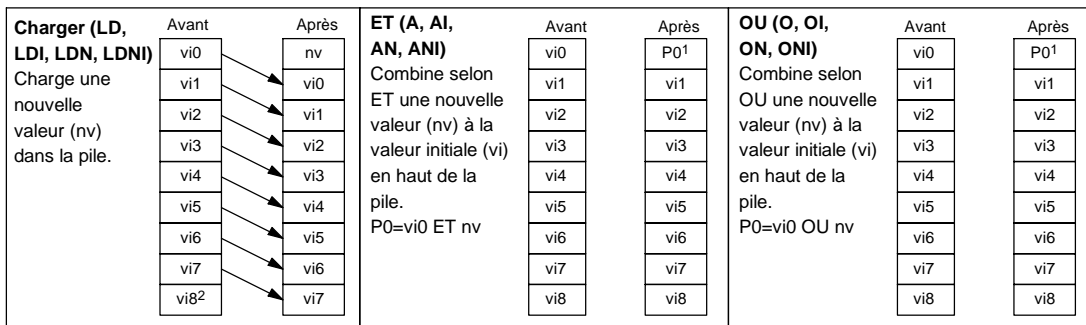 Charger (LD,
LDI, LDN, LDNI)
Charge une
nouvelle
valeur (nv)
dans la pile.
Avant Après
vi0 nv
vi1 vi0
vi2 vi1
vi3 vi2
vi4 vi3
vi5 vi4
vi6 vi5
vi7 vi6
vi8² vi7
ET (A, AI,
AN, ANI)
Combine selon
ET une nouvelle
valeur (nv) à la
valeur initiale (vi)
en haut de la
pile.
P0=vi0 ET nv
Avant Après
vi0 P0¹
vi1 vi1
vi2 vi2
vi3 vi3
vi4 vi4
vi5 vi5
vi6 vi6
vi7 vi7
vi8 vi8
OU (O, OI,
ON, ONI)
Combine selon
OU une nouvelle
valeur (nv) à la
valeur initiale (vi)
en haut de la
pile.
P0=vi0 OU nv
Avant Après
vi0 P0¹
vi1 vi1
vi2 vi2
vi3 vi3
vi4 vi4
vi5 vi5
vi6 vi6
vi7 vi7
vi8 vi8